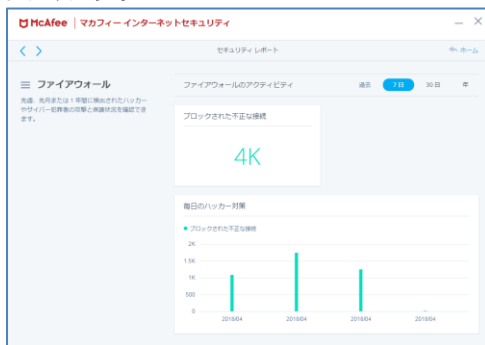 McAfee | マカフィー インターネットセキュリティ
セキュリティ レポート
ホーム
ファイアウォール
先週、先月または 1 年間に検出されたハッカー
やサイバー犯罪者の攻撃と保護状況を確認でき
ます。
ファイアウォールのアクティビティ
過去 7 日 30 日 年
ブロックされた不正な接続
4K
毎日のハッカー対策
ブロックされた不正な接続
2K
1.5K
1K
500
0
2018/04 2018/04 2018/04 2018/04